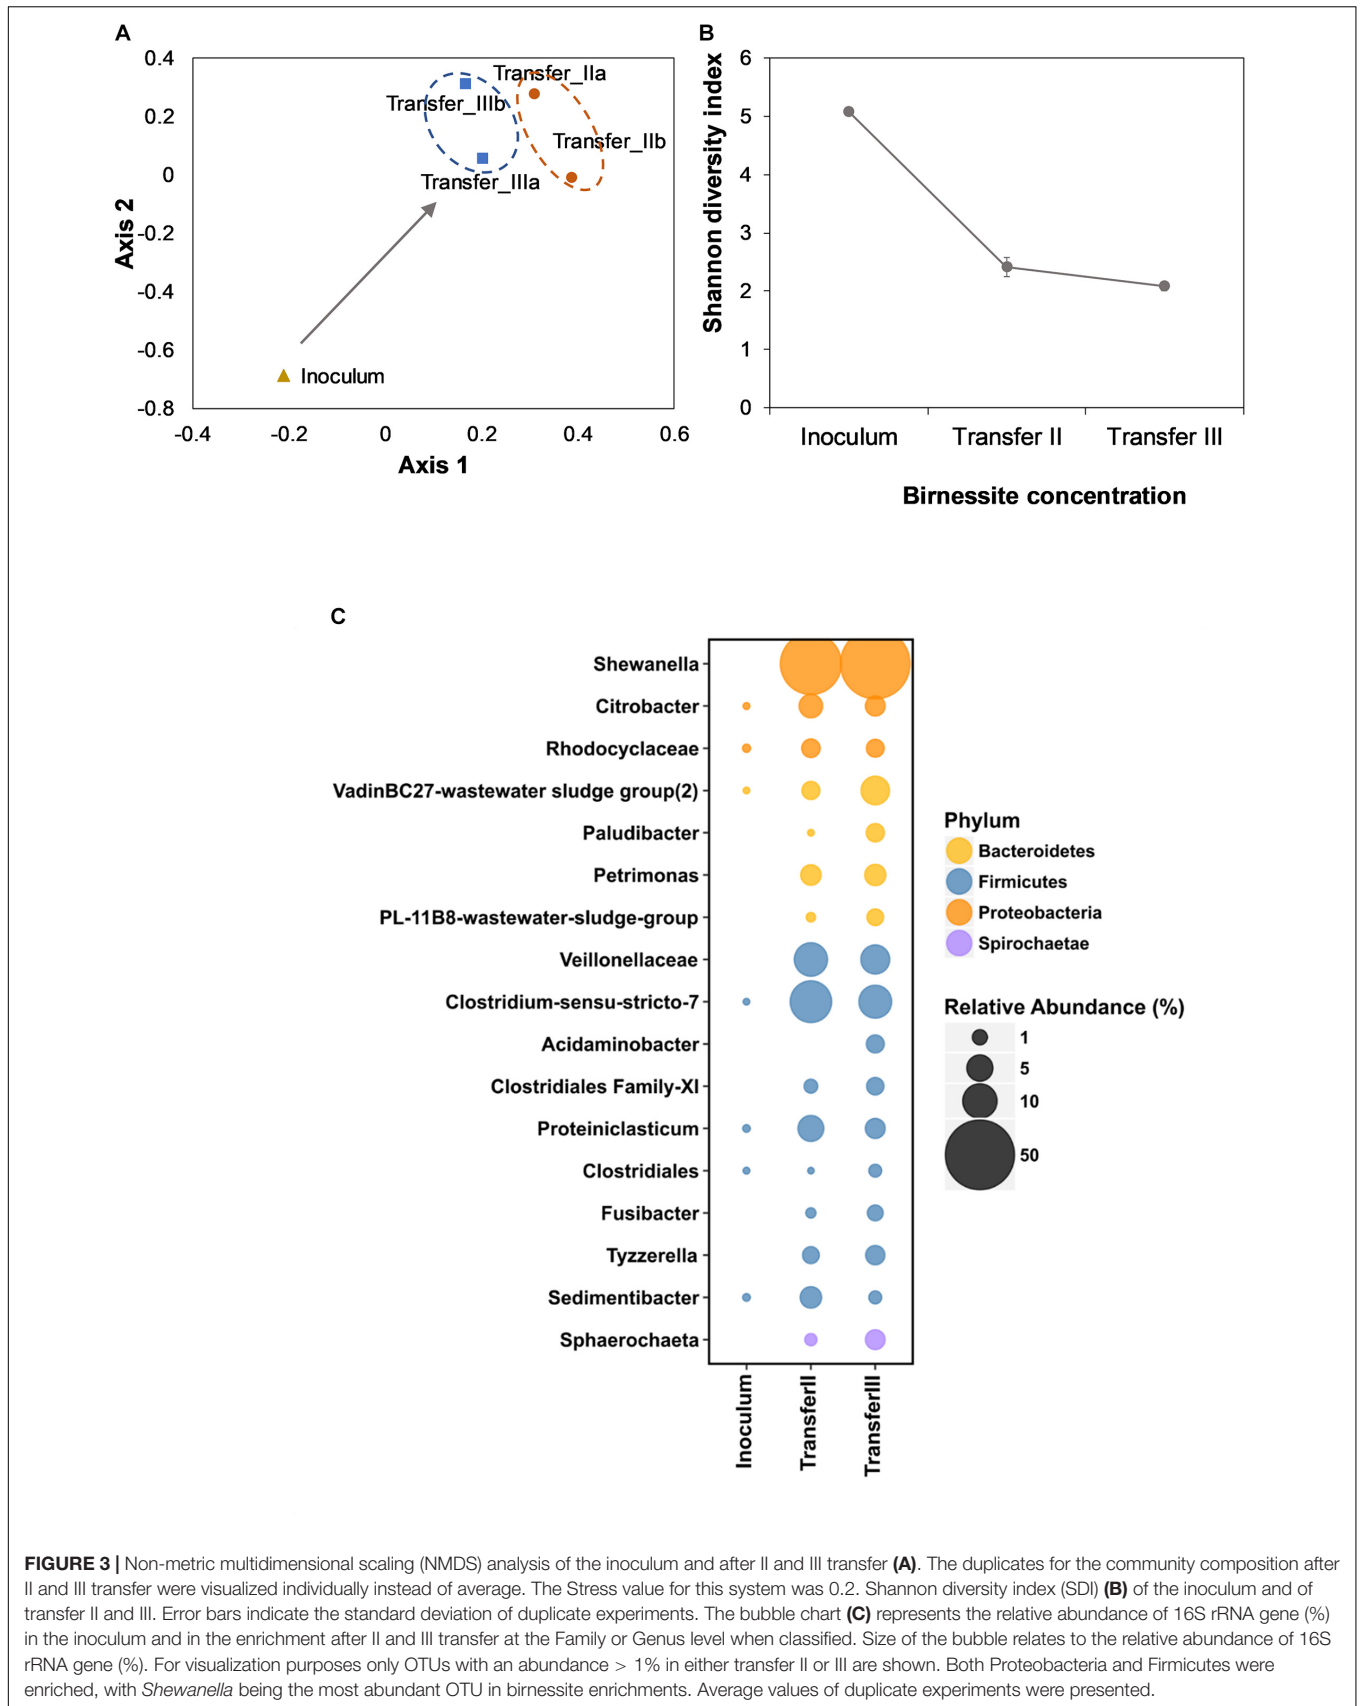 A
0.4
0.2
0
-0.2
-0.4
-0.6
-0.8
Axis 2
Transfer_IIa
Transfer_IIIb
Transfer_IIb
Transfer_IIIa
Inoculum
-0.4 -0.2 0 0.2 0.4 0.6
Axis 1
B
6
5
4
3
2
1
0
Shannon diversity index
Inoculum Transfer II Transfer III
Birnessite concentration
C
Shewanella
Citrobacter
Rhodocyclaceae
VadinBC27-wastewater sludge group(2)
Paludibacter
Petrimonas
PL-11B8-wastewater-sludge-group
Veillonellaceae
Clostridium-sensu-stricto-7
Acidaminobacter
Clostridiales Family-XI
Proteiniclasticum
Clostridiales
Fusibacter
Tyzzerella
Sedimentibacter
Sphaerochaeta
Inoculum
TransferII
TransferIII
Phylum
Bacteroidetes
Firmicutes
Proteobacteria
Spirochaetae
Relative Abundance (%)
1
5
10
50
FIGURE 3 | Non-metric multidimensional scaling (NMDS) analysis of the inoculum and after II and III transfer (A). The duplicates for the community composition after
II and III transfer were visualized individually instead of average. The Stress value for this system was 0.2. Shannon diversity index (SDI) (B) of the inoculum and of
transfer II and III. Error bars indicate the standard deviation of duplicate experiments. The bubble chart (C) represents the relative abundance of 16S rRNA gene (%)
in the inoculum and in the enrichment after II and III transfer at the Family or Genus level when classified. Size of the bubble relates to the relative abundance of 16S
rRNA gene (%). For visualization purposes only OTUs with an abundance > 1% in either transfer II or III are shown. Both Proteobacteria and Firmicutes were
enriched, with Shewanella being the most abundant OTU in birnessite enrichments. Average values of duplicate experiments were presented.